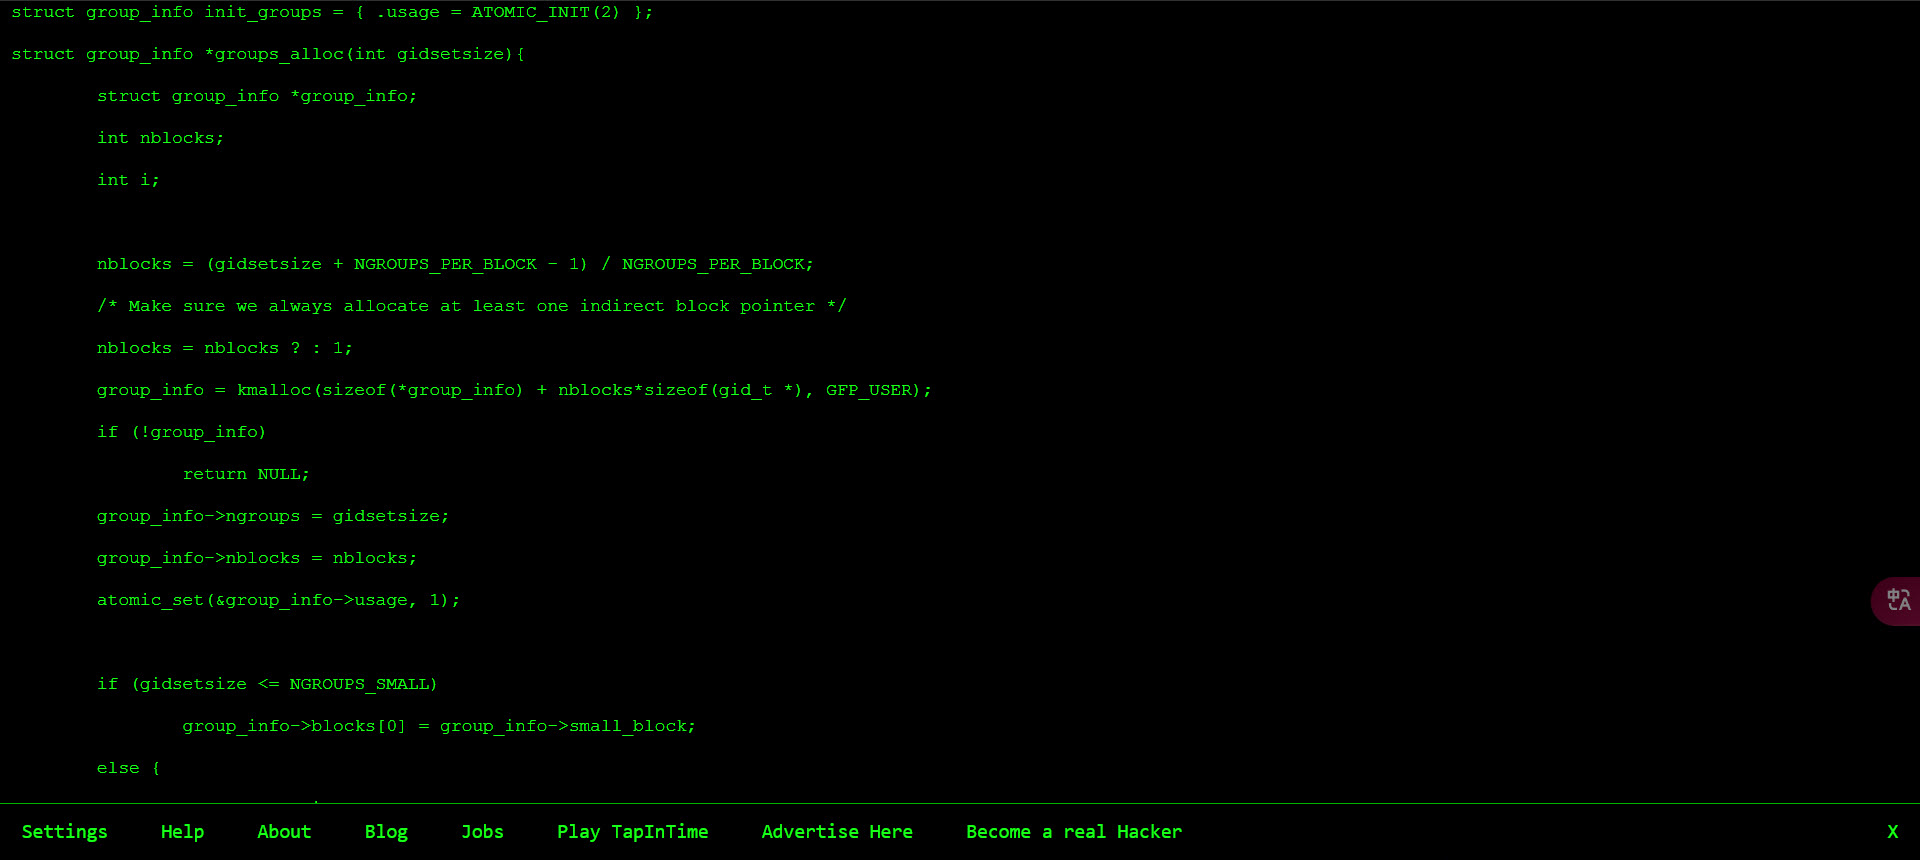 struct group_info init_groups = { .usage = ATOMIC_INIT(2) };
struct group_info *groups_alloc(int gidsetsize){
struct group_info *group_info;
int nblocks;
int i;
nblocks = (gidsetsize + NGROUPS_PER_BLOCK - 1) / NGROUPS_PER_BLOCK;
/* Make sure we always allocate at least one indirect block pointer */
nblocks = nblocks ? : 1;
group_info = kmalloc(sizeof(*group_info) + nblocks*sizeof(gid_t *), GFP_USER);
if (!group_info)
return NULL;
group_info->ngroups = gidsetsize;
group_info->nblocks = nblocks;
atomic_set(&group_info->usage, 1);
if (gidsetsize <= NGROUPS_SMALL)
group_info->blocks[0] = group_info->small_block;
else {
中A
Settings Help About Blog Jobs Play TapInTime Advertise Here Become a real Hacker X